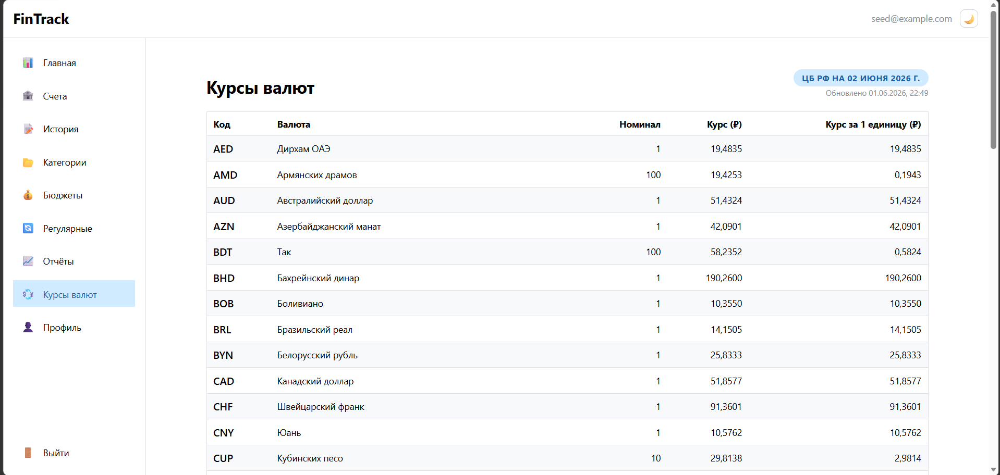 FinTrack
seed@example.com
Главная
Счета
История
Категории
Бюджеты
Регулярные
Отчёты
Курсы валют
Профиль
Выйти
Курсы валют
ЦБ РФ НА 02 ИЮНЯ 2026 Г.
Обновлено 01.06.2026, 22:49
Код Валюта Номинал Курс (₽) Курс за 1 единицу (₽)
AED Дирхам ОАЭ 1 19,4835 19,4835
AMD Армянских драмов 100 19,4253 0,1943
AUD Австралийский доллар 1 51,4324 51,4324
AZN Азербайджанский манат 1 42,0901 42,0901
BDT Так 100 58,2352 0,5824
BHD Бахрейнский динар 1 190,2600 190,2600
BOB Боливиано 1 10,3550 10,3550
BRL Бразильский реал 1 14,1505 14,1505
BYN Белорусский рубль 1 25,8333 25,8333
CAD Канадский доллар 1 51,8577 51,8577
CHF Швейцарский франк 1 91,3601 91,3601
CNY Юань 1 10,5762 10,5762
CUP Кубинских песо 10 29,8138 2,9814